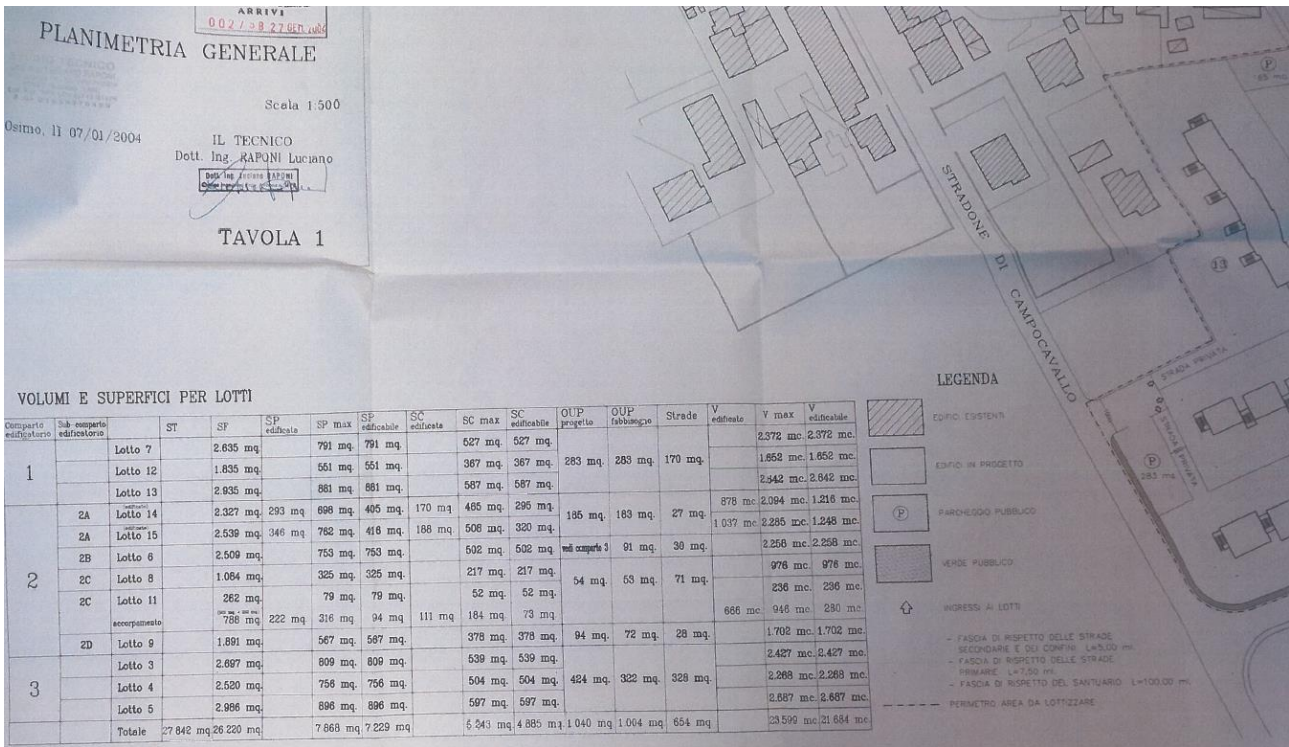 ARRIVI
PLANIMETRIA GENERALE
Scala 1:500
Osimo, lì 07/01/2004
IL TECNICO
Dott. Ing. RAPONI Luciano
Dott. Ing. Luciano RAPONI
TAVOLA 1
STRADONE DI CAMPOCAVALLO
STRADA PRIVATA
STRADA PRIVATA
P
P
283 mq
13
VOLUMI E SUPERFICI PER LOTTI
Comparto edificatorio Sub-comparto edificatorio ST SF SP edificata SP max SP edificabile SC edificata SC max SC edificabile OUP progetto OUP fabbisogno Strade V edificato V max V edificabile
1
Lotto 7 2.635 mq. 791 mq. 791 mq. 527 mq. 527 mq. 2.372 mc. 2.372 mc.
Lotto 12 1.835 mq. 551 mq. 551 mq. 367 mq. 367 mq. 283 mq. 283 mq. 170 mq. 1.652 mc. 1.652 mc.
Lotto 13 2.935 mq. 881 mq. 881 mq. 587 mq. 587 mq. 2.642 mc. 2.642 mc.
2
2A Lotto 14 2.327 mq. 293 mq 698 mq. 405 mq. 170 mq 465 mq. 295 mq. 185 mq. 183 mq. 27 mq. 878 mc. 2.094 mc. 1.216 mc.
2A Lotto 15 2.539 mq. 346 mq 762 mq. 416 mq. 188 mq 508 mq. 320 mq. 1 037 mc. 2.285 mc. 1.248 mc.
2B Lotto 6 2.509 mq. 753 mq. 753 mq. 502 mq. 502 mq. vedi comparto 3 91 mq. 30 mq. 2.258 mc. 2.258 mc.
2C Lotto 8 1.084 mq. 325 mq. 325 mq. 217 mq. 217 mq. 54 mq. 53 mq. 71 mq. 976 mc. 976 mc.
2C Lotto 11 262 mq. 79 mq. 79 mq. 52 mq. 52 mq. 236 mc. 236 mc.
accorpamento 788 mq. 222 mq 316 mq. 94 mq. 111 mq 184 mq. 73 mq. 666 mc. 946 mc. 280 mc.
2D Lotto 9 1.891 mq. 567 mq. 567 mq. 378 mq. 378 mq. 94 mq. 72 mq. 28 mq. 1.702 mc. 1.702 mc.
3
Lotto 3 2.697 mq. 809 mq. 809 mq. 539 mq. 539 mq. 2.427 mc. 2.427 mc.
Lotto 4 2.520 mq. 756 mq. 756 mq. 504 mq. 504 mq. 424 mq. 322 mq. 328 mq. 2.268 mc. 2.268 mc.
Lotto 5 2.986 mq. 896 mq. 896 mq. 597 mq. 597 mq. 2.687 mc. 2.687 mc.
Totale 27 842 mq 26.220 mq. 7 868 mq 7 229 mq. 5 243 mq. 4 885 mq. 1 040 mq. 1 004 mq. 654 mq. 23 599 mc. 21 684 mc.
LEGENDA
EDIFICI ESISTENTI
EDIFICI IN PROGETTO
P PARCHEGGIO PUBBLICO
VERDE PUBBLICO
INGRESSI AI LOTTI
- FASCIA DI RISPETTO DELLE STRADE
SECONDARIE E DEI CONFINI L=5,00 ml.
- FASCIA DI RISPETTO DELLE STRADE
PRIMARIE L=7,50 ml.
- FASCIA DI RISPETTO DEL SANTUARIO L=100,00 ml.
PERIMETRO AREA DA LOTTIZZARE